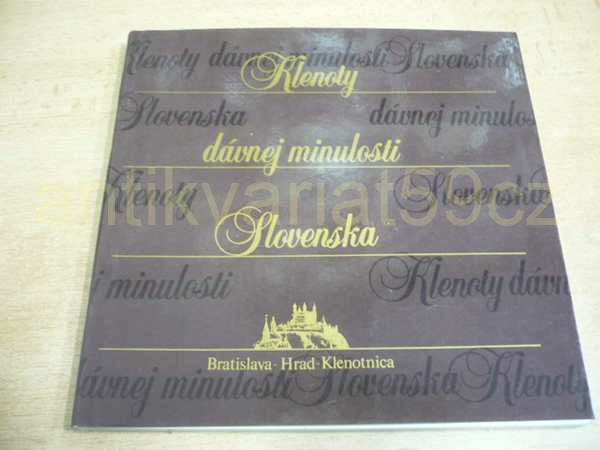 Klenoty dávnej minulosti Slovenska
Klenoty
Slovenska dávnej minulos
dávnej minulosti
Klenoty Slovenska
antikvariat59cz
Slovenska
j minulosti Klenoty dávn
Bratislava · Hrad · Klenotnica
dávnej minulosti Slovenska Klenoty